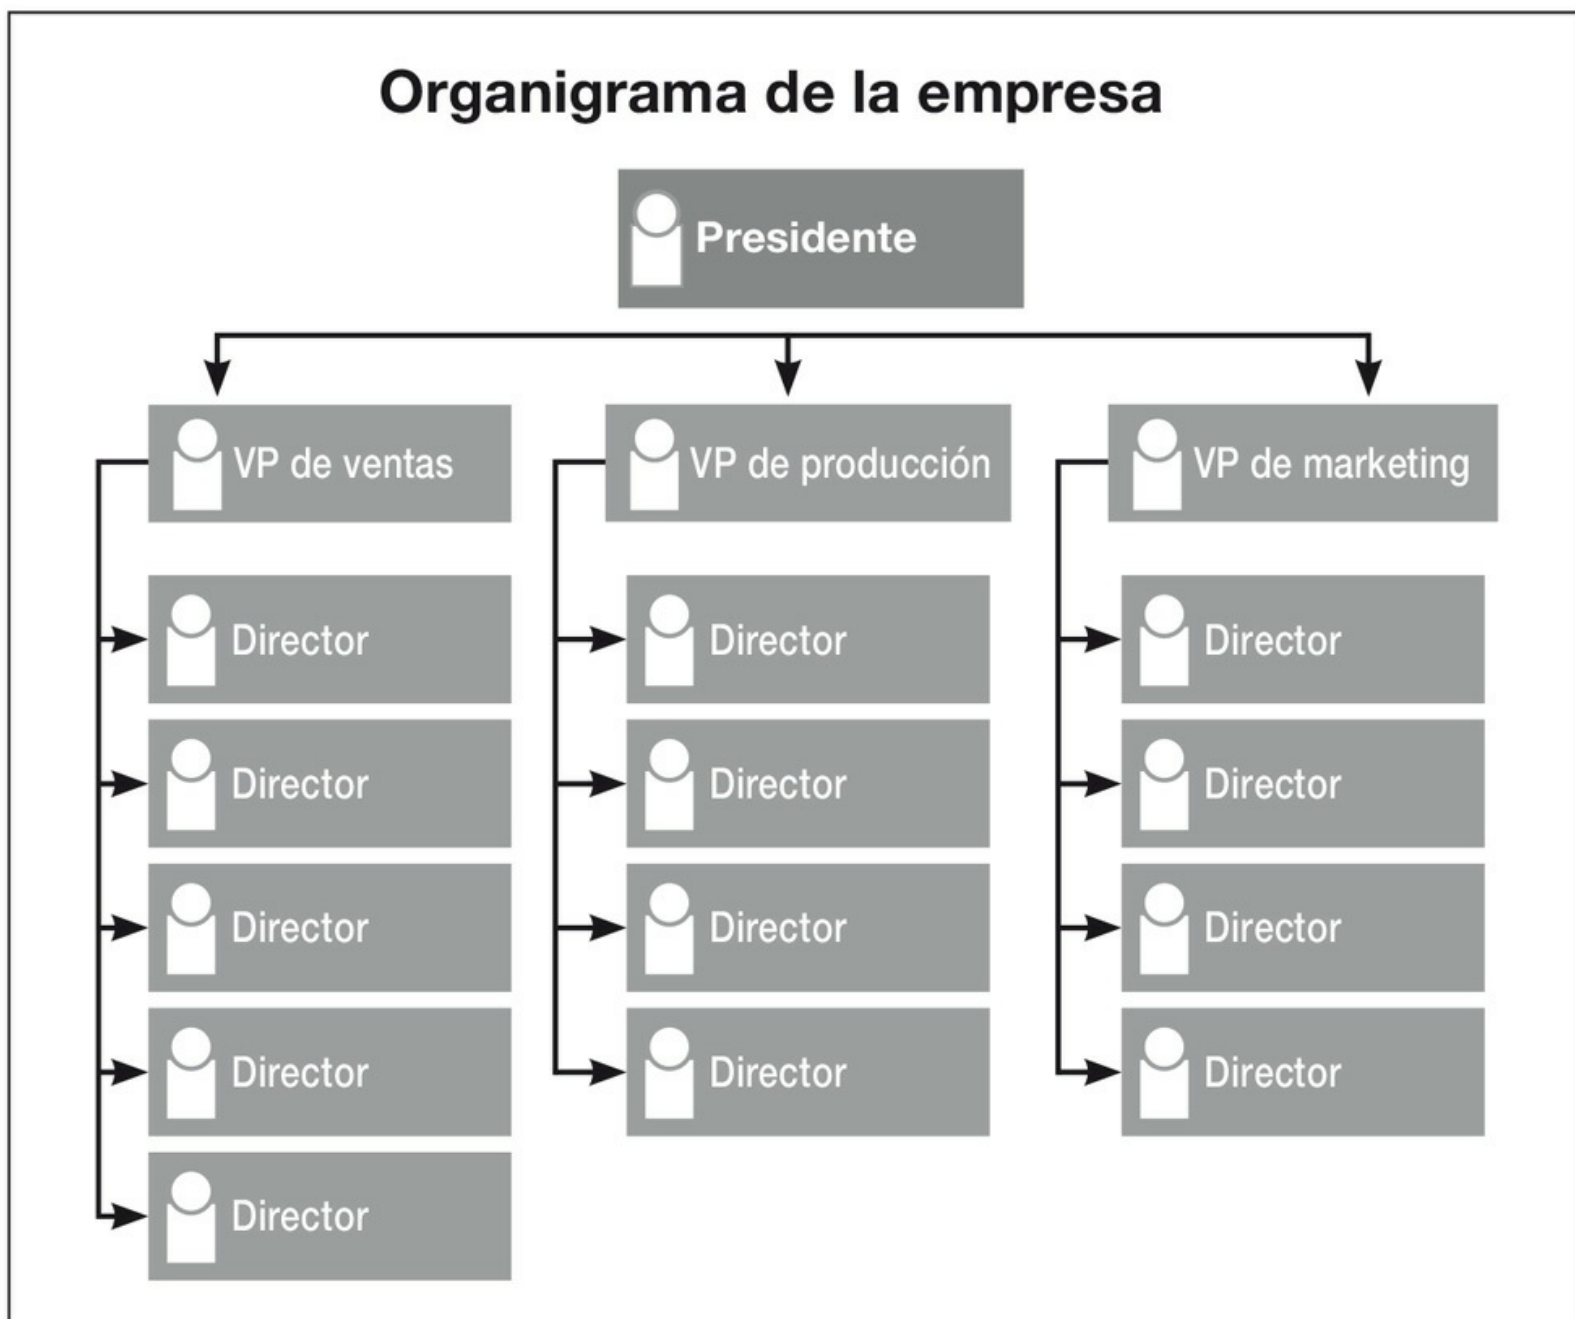 Organigrama de la empresa
Presidente
VP de ventas
Director
Director
Director
Director
Director
VP de producción
Director
Director
Director
Director
VP de marketing
Director
Director
Director
Director